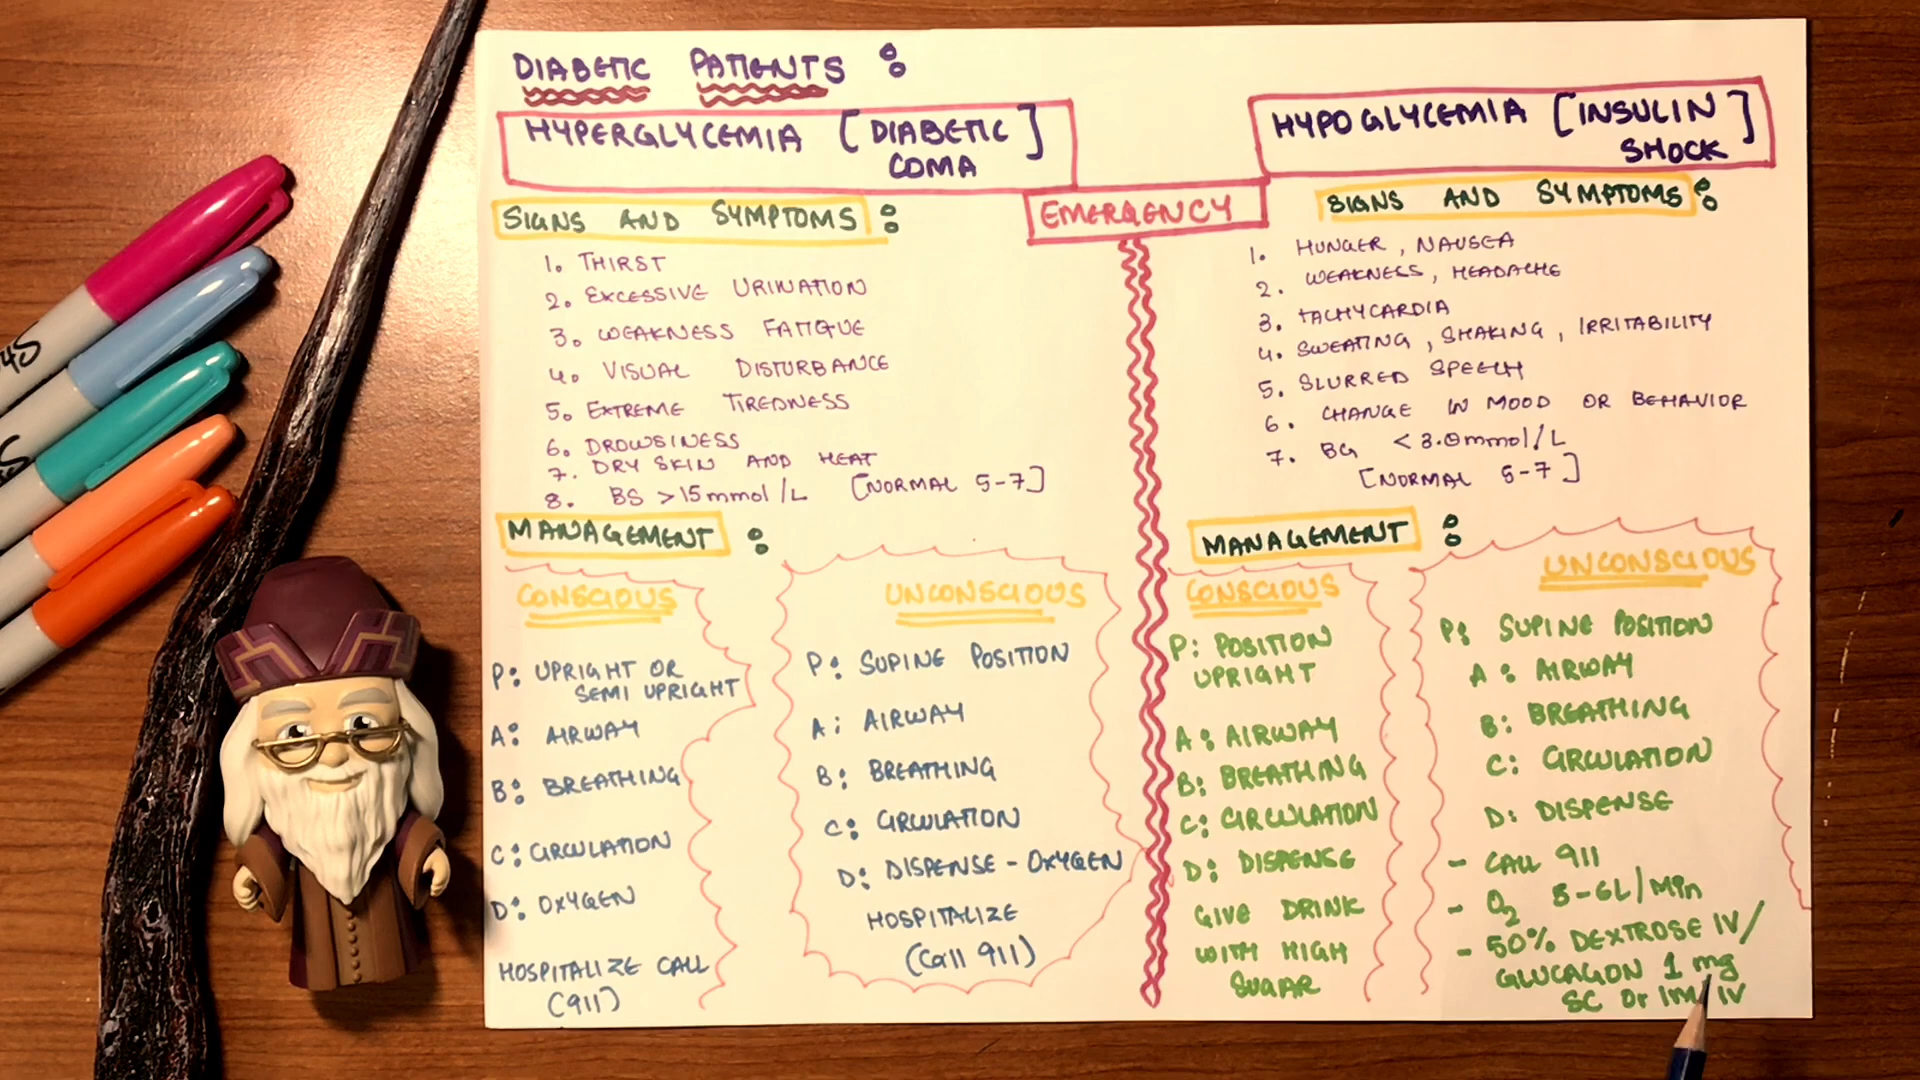 DIABETIC PATIENTS :
HYPERGLYCEMIA [DIABETIC
COMA]
SIGNS AND SYMPTOMS :
1. THIRST
2. EXCESSIVE URINATION
3. WEAKNESS FATIGUE
4. VISUAL DISTURBANCE
5. EXTREME TIREDNESS
6. DROWSINESS
7. DRY SKIN AND HEAT
8. BS >15mmol/L [NORMAL 5-7]
MANAGEMENT :
CONSCIOUS
P: UPRIGHT OR
SEMI UPRIGHT
A: AIRWAY
B: BREATHING
C: CIRCULATION
D: OXYGEN
HOSPITALIZE CALL
(911)
UNCONSCIOUS
P: SUPINE POSITION
A: AIRWAY
B: BREATHING
C: CIRCULATION
D: DISPENSE - OXYGEN
HOSPITALIZE
(Call 911)
EMERGENCY
HYPOGLYCEMIA [INSULIN
SHOCK]
SIGNS AND SYMPTOMS :
1. HUNGER, NAUSEA
2. WEAKNESS, HEADACHE
3. TACHYCARDIA
4. SWEATING, SHAKING, IRRITABILITY
5. SLURRED SPEECH
6. CHANGE IN MOOD OR BEHAVIOR
7. BG <3.0mmol/L
[NORMAL 5-7]
MANAGEMENT :
CONSCIOUS
P: POSITION
UPRIGHT
A: AIRWAY
B: BREATHING
C: CIRCULATION
D: DISPENSE
GIVE DRINK
WITH HIGH
SUGAR
UNCONSCIOUS
P: SUPINE POSITION
A: AIRWAY
B: BREATHING
C: CIRCULATION
D: DISPENSE
- CALL 911
- O2 5-6L/MIn
- 50% DEXTROSE IV/
GLUCAGON 1 mg
SC Or IM IV